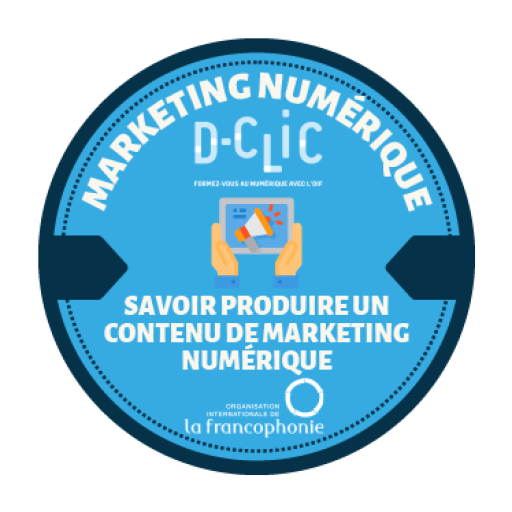 MARKETING NUMÉRIQUE
D-CLiC
FORMEZ-VOUS AU NUMÉRIQUE AVEC L'OIF
SAVOIR PRODUIRE UN
CONTENU DE MARKETING
NUMÉRIQUE
ORGANISATION
INTERNATIONALE DE
la francophonie